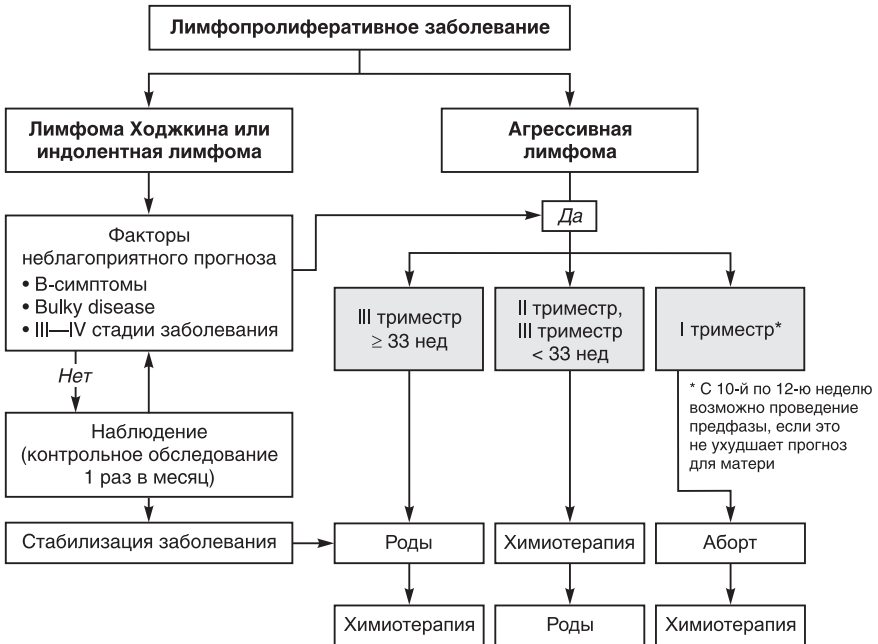 Лимфопролиферативное заболевание
Лимфома Ходжкина или
индолентная лимфома
Агрессивная
лимфома
Факторы
неблагоприятного прогноза
• В-симптомы
• Bulky disease
• III—IV стадии заболевания
Да
III триместр
≥ 33 нед
II триместр,
III триместр
< 33 нед
I триместр*
Нет
* С 10-й по 12-ю неделю
возможно проведение
предфазы, если это
не ухудшает прогноз
для матери
Наблюдение
(контрольное обследование
1 раз в месяц)
Стабилизация заболевания
Роды
Химиотерапия
Аборт
Химиотерапия
Роды
Химиотерапия